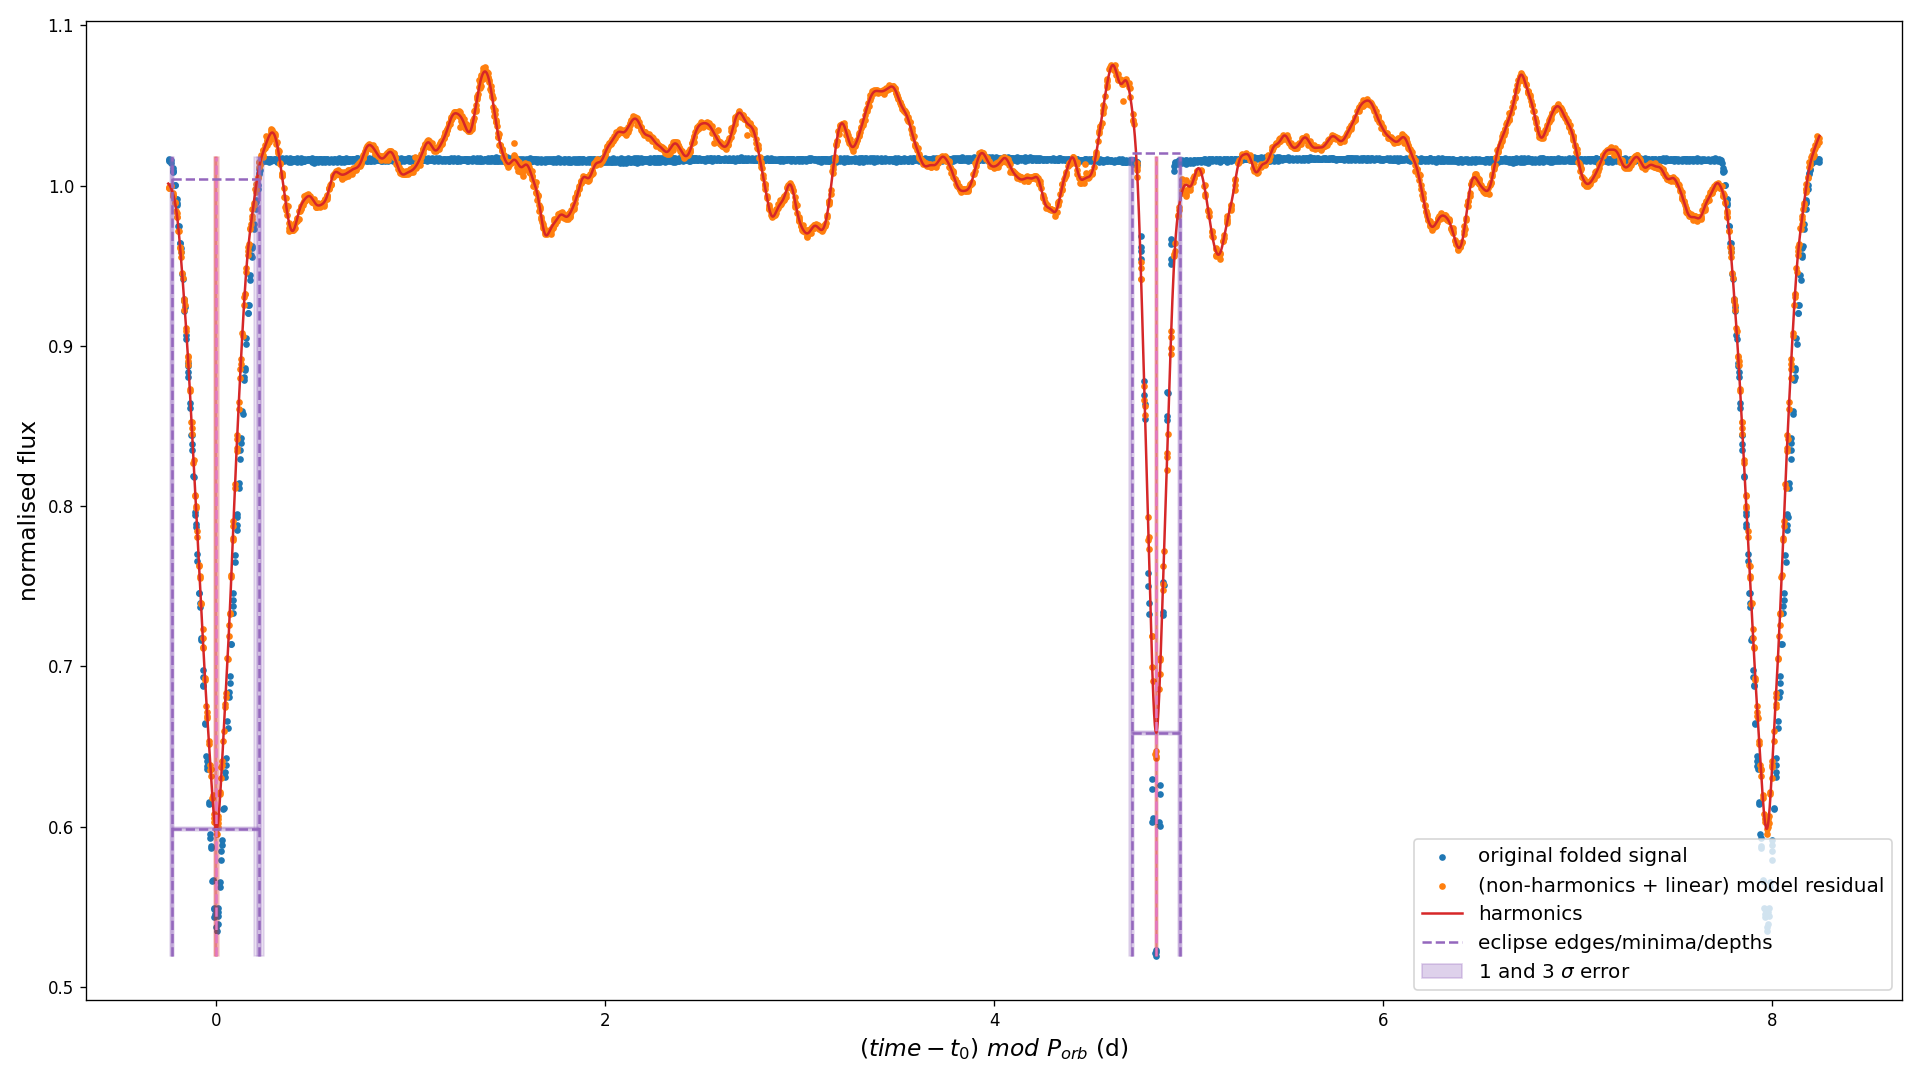 1.1
1.0
0.9
0.8
0.7
0.6
0.5
normalised flux
0 2 4 6 8
(time − t₀) mod P_orb (d)
original folded signal
(non-harmonics + linear) model residual
harmonics
eclipse edges/minima/depths
1 and 3 σ error